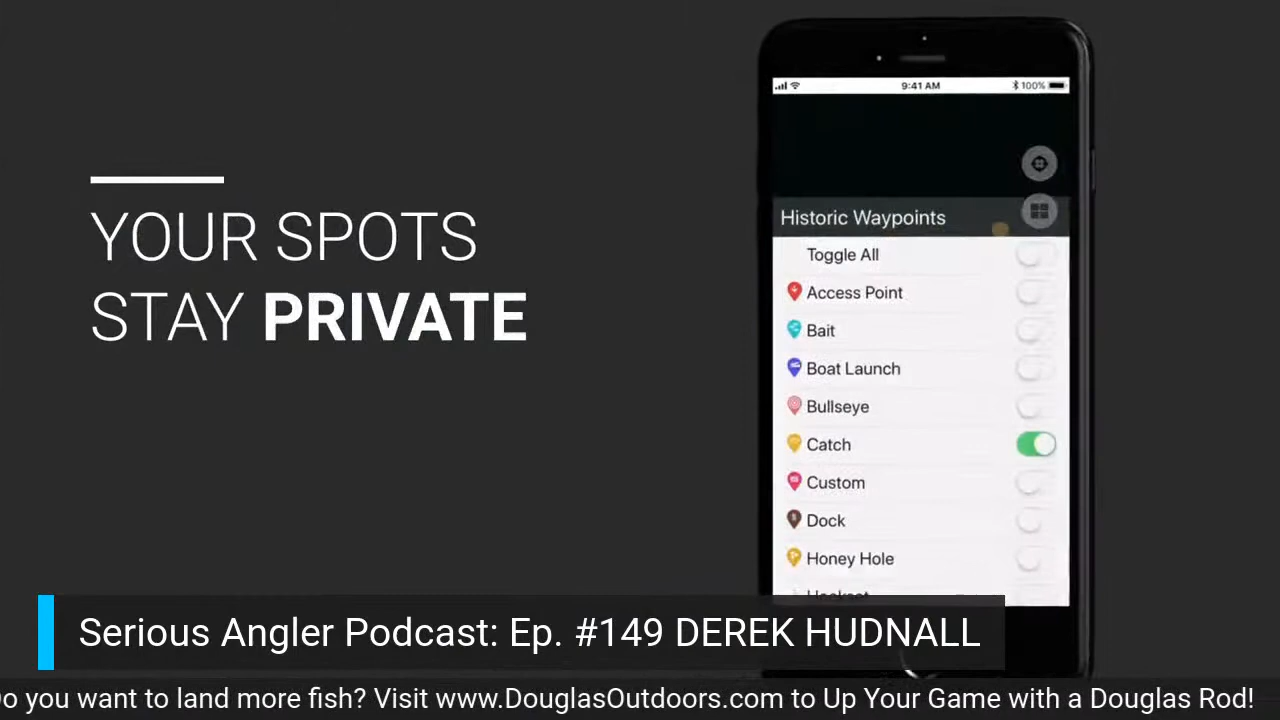 YOUR SPOTS
STAY PRIVATE
9:41 AM
100%
Historic Waypoints
Toggle All
Access Point
Bait
Boat Launch
Bullseye
Catch
Custom
Dock
Honey Hole
Serious Angler Podcast: Ep. #149 DEREK HUDNALL
you want to land more fish? Visit www.DouglasOutdoors.com to Up Your Game with a Douglas Rod!